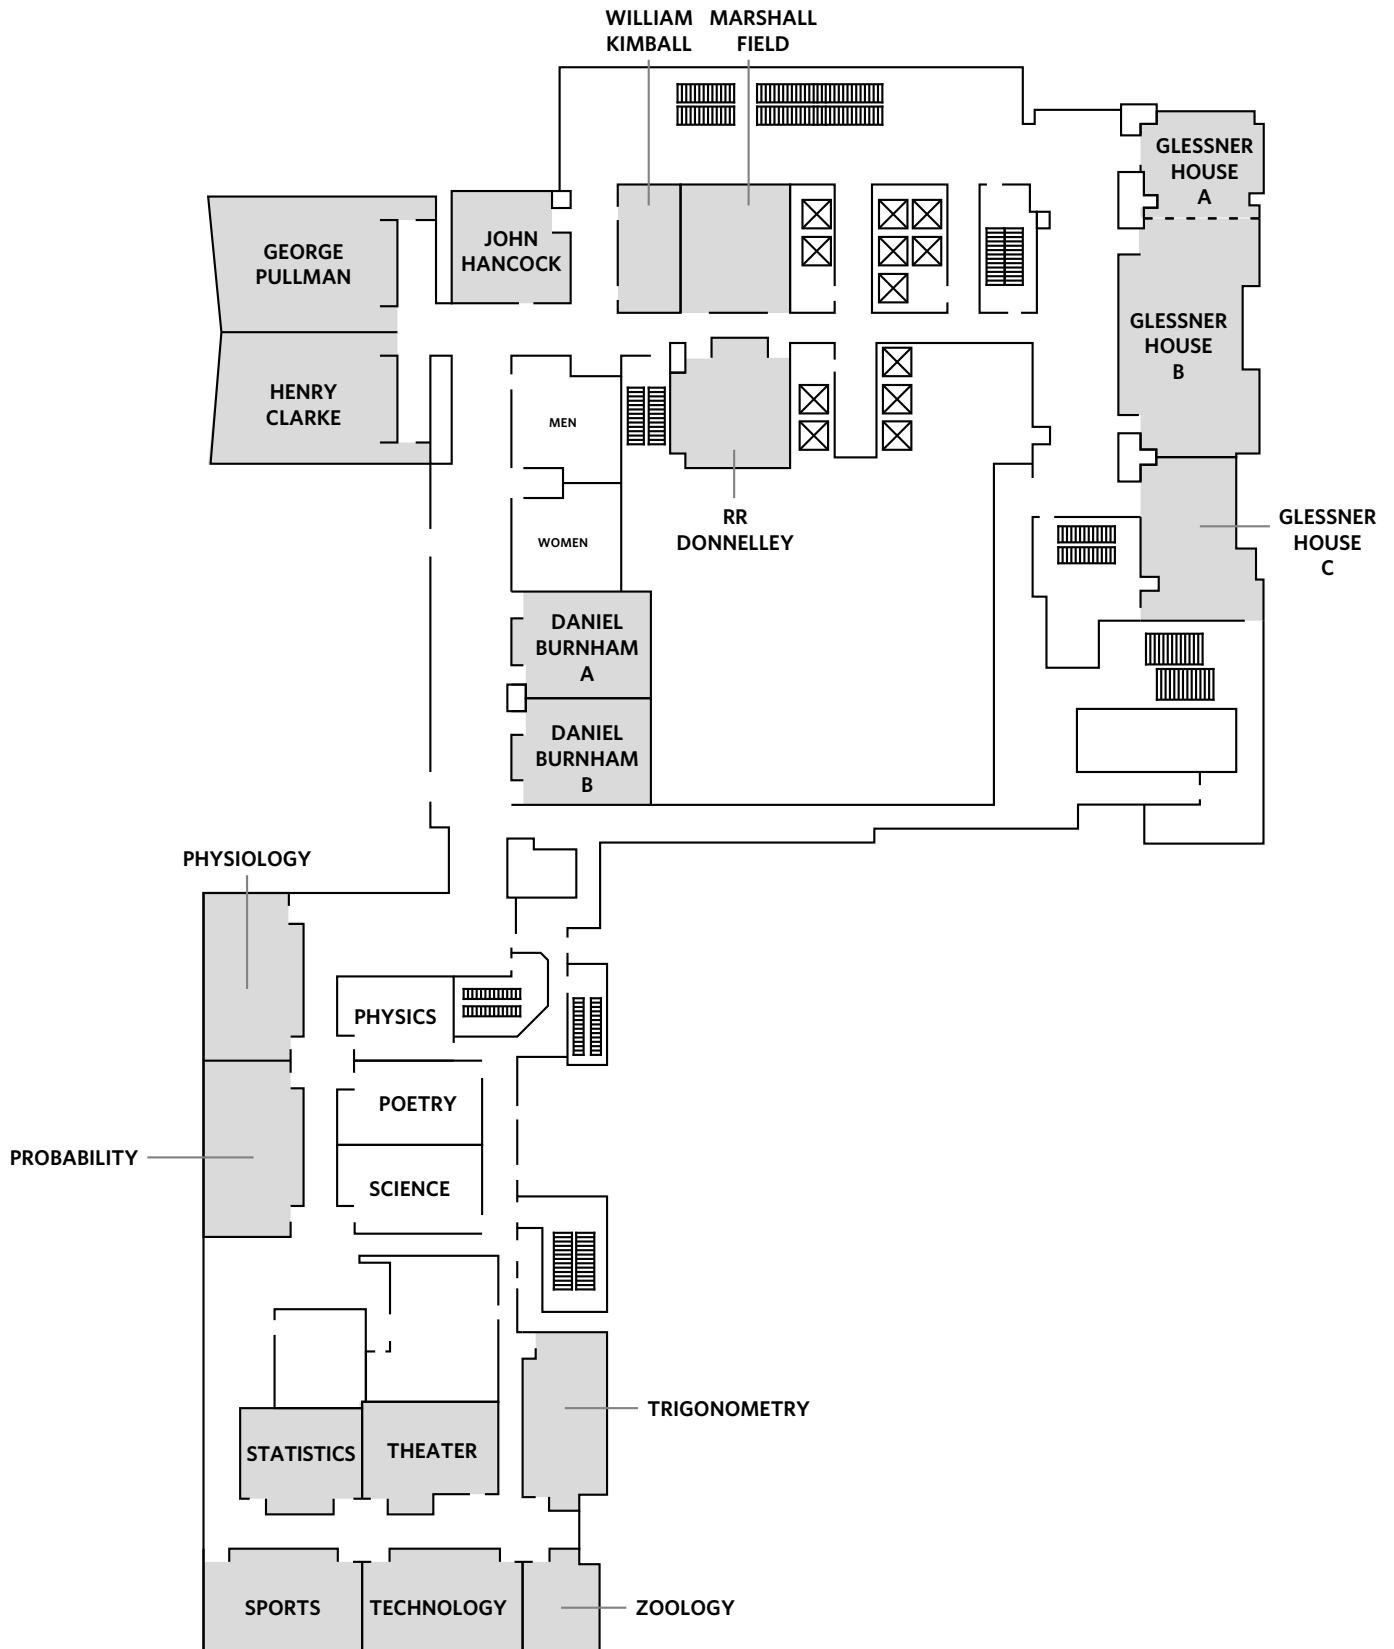 WILLIAM
KIMBALL
MARSHALL
FIELD
GLESSNER
HOUSE
A
GEORGE
PULLMAN
JOHN
HANCOCK
GLESSNER
HOUSE
B
HENRY
CLARKE
MEN
WOMEN
RR
DONNELLEY
GLESSNER
HOUSE
C
DANIEL
BURNHAM
A
DANIEL
BURNHAM
B
PHYSIOLOGY
PHYSICS
POETRY
PROBABILITY
SCIENCE
TRIGONOMETRY
STATISTICS
THEATER
SPORTS
TECHNOLOGY
ZOOLOGY